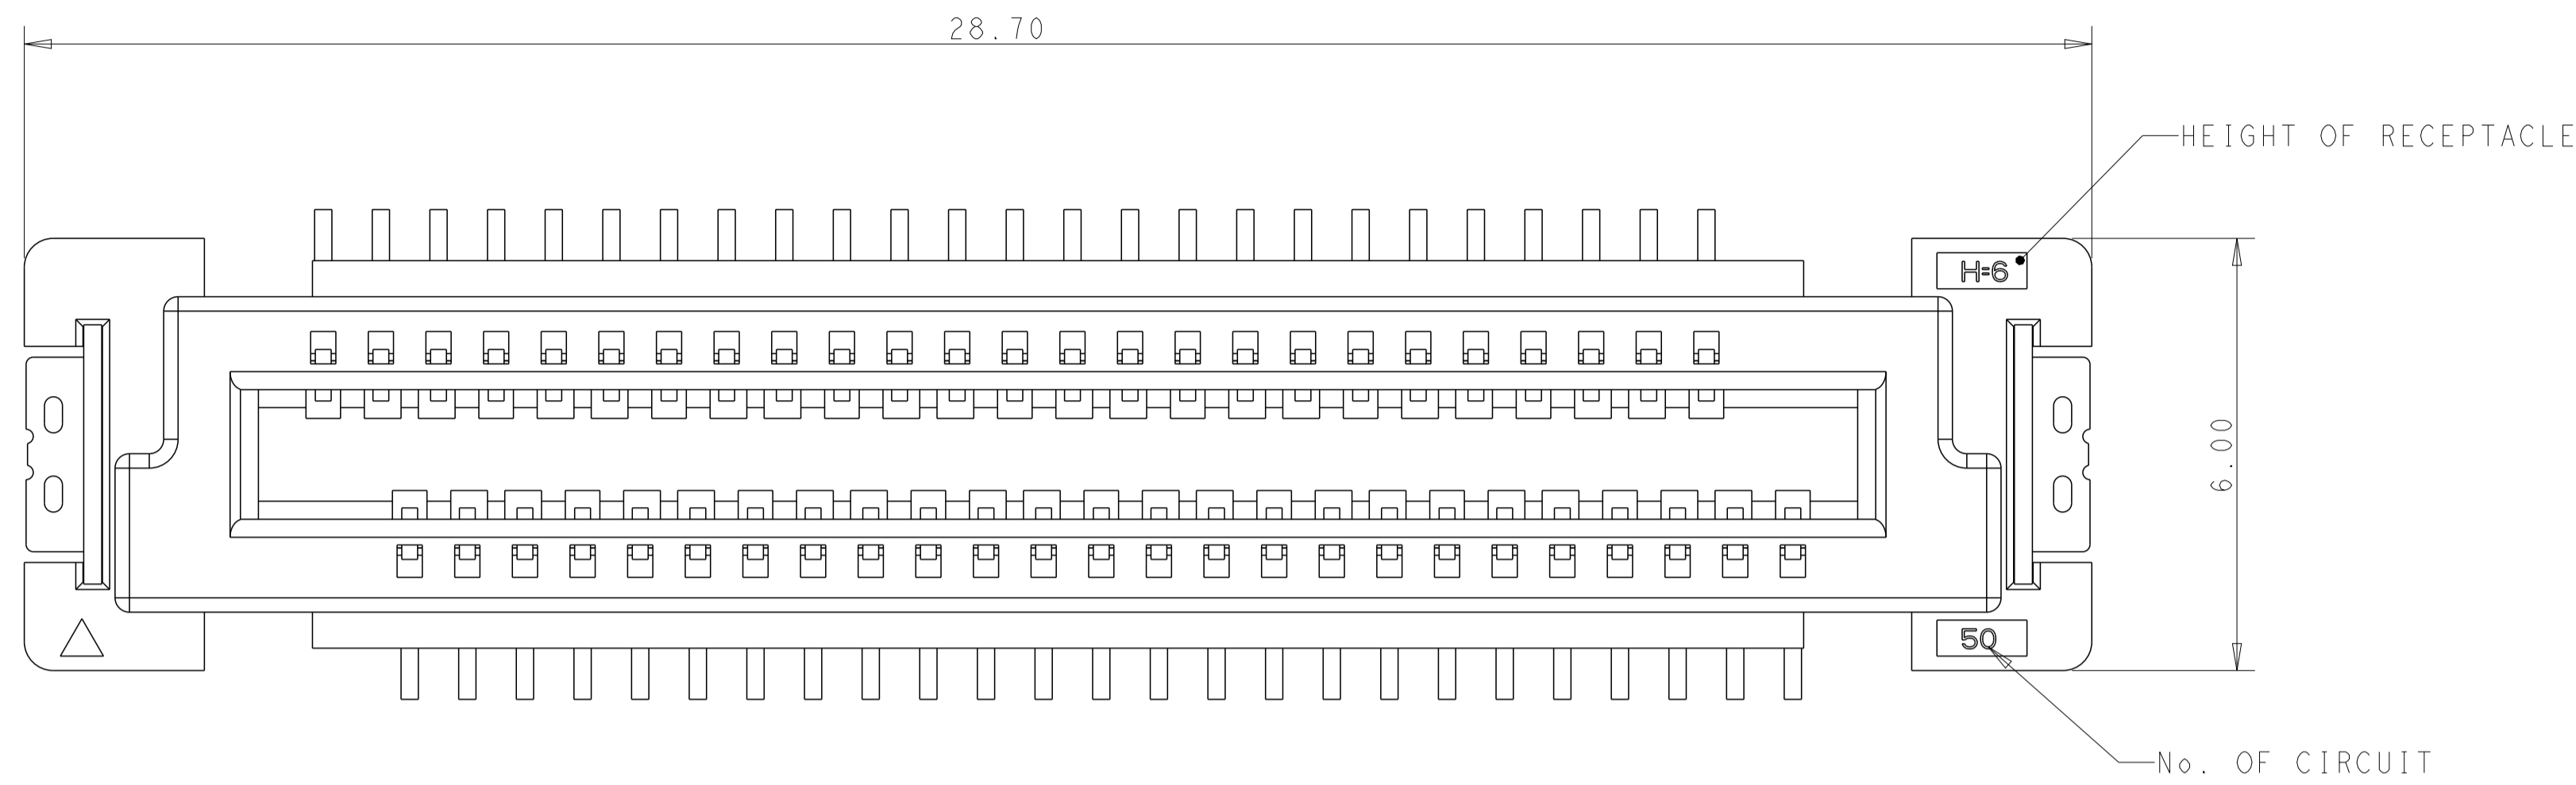 28.70
HEIGHT OF RECEPTACLE
H=6
6.00
50
No. OF CIRCUIT